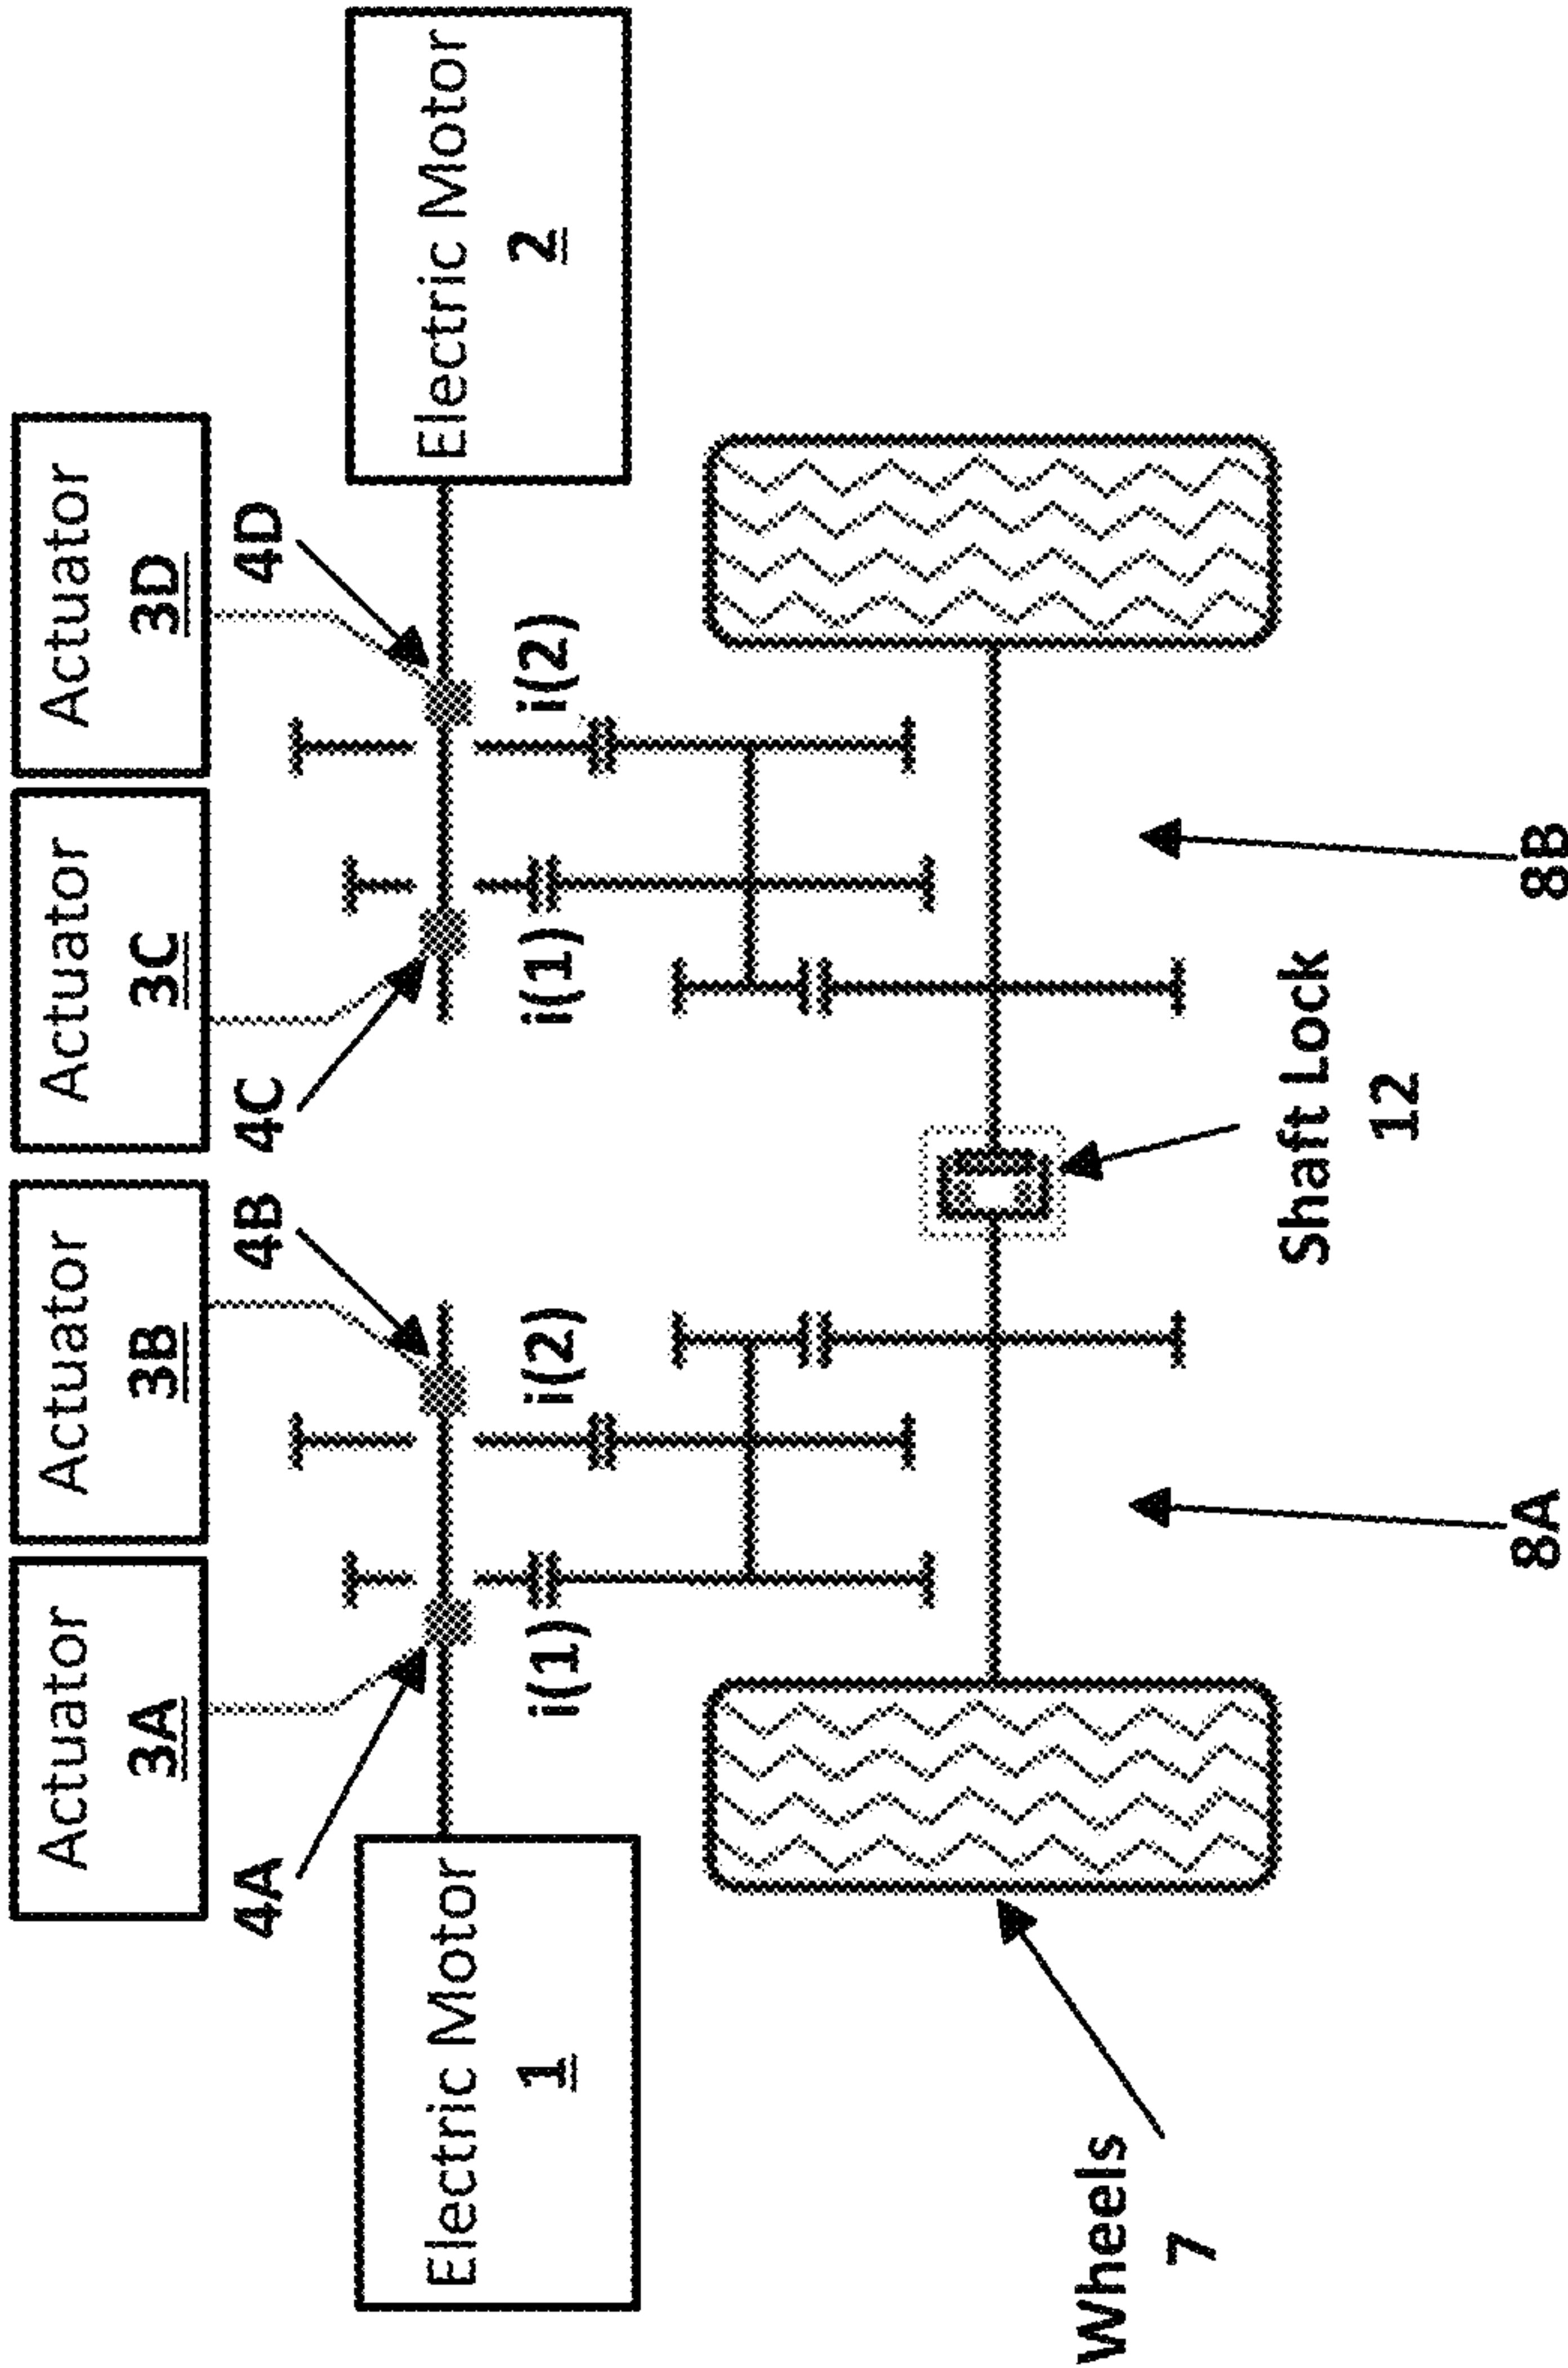 Actuator
3A
Actuator
3B
Actuator
3C
Actuator
3D
4A
4B
4C
4D
Electric Motor
1
Electric Motor
2
i(1)
i(2)
i(1)
i(2)
Wheels
7
Shaft Lock
12
8A
8B